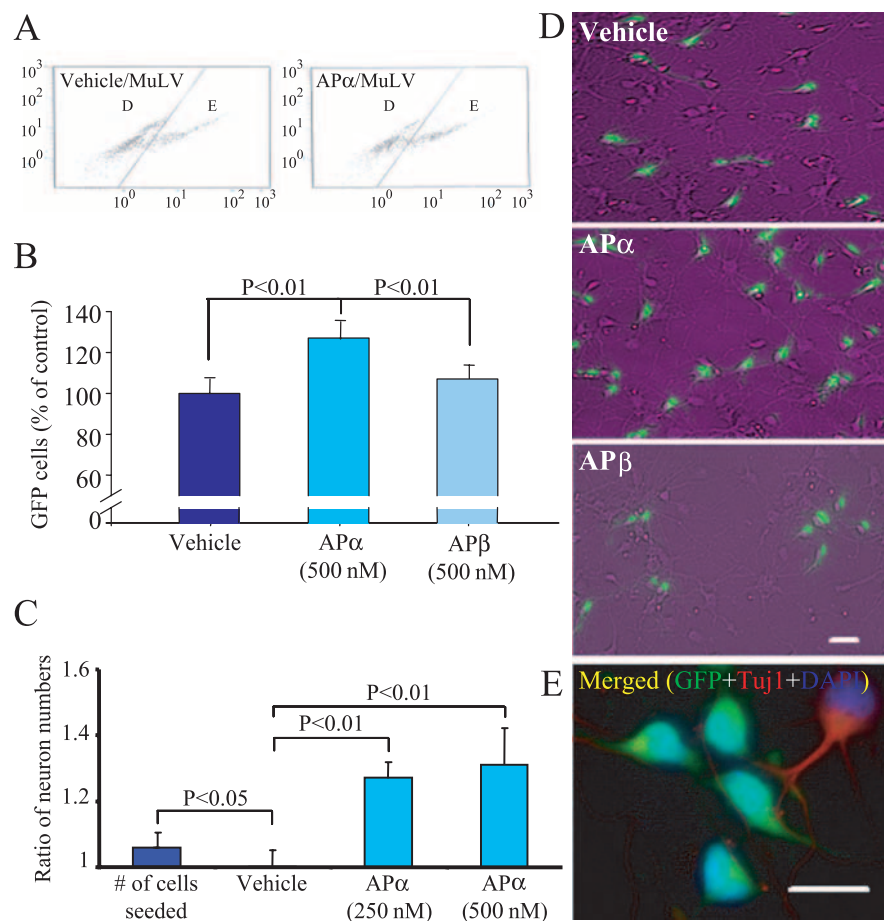 A
10³
10²
10¹
10⁰
Vehicle/MuLV
D
E
10⁰
10¹
10²
10³
10³
10²
10¹
10⁰
APα/MuLV
D
E
10⁰
10¹
10²
10³
B
GFP cells (% of control)
140
120
100
80
60
0
P<0.01
P<0.01
Vehicle
APα
(500 nM)
APβ
(500 nM)
C
Ratio of neuron numbers
1.6
1.4
1.2
1
P<0.05
P<0.01
P<0.01
# of cells
seeded
Vehicle
APα
(250 nM)
APα
(500 nM)
D
Vehicle
APα
APβ
E
Merged (GFP+Tuj1+DAPI)